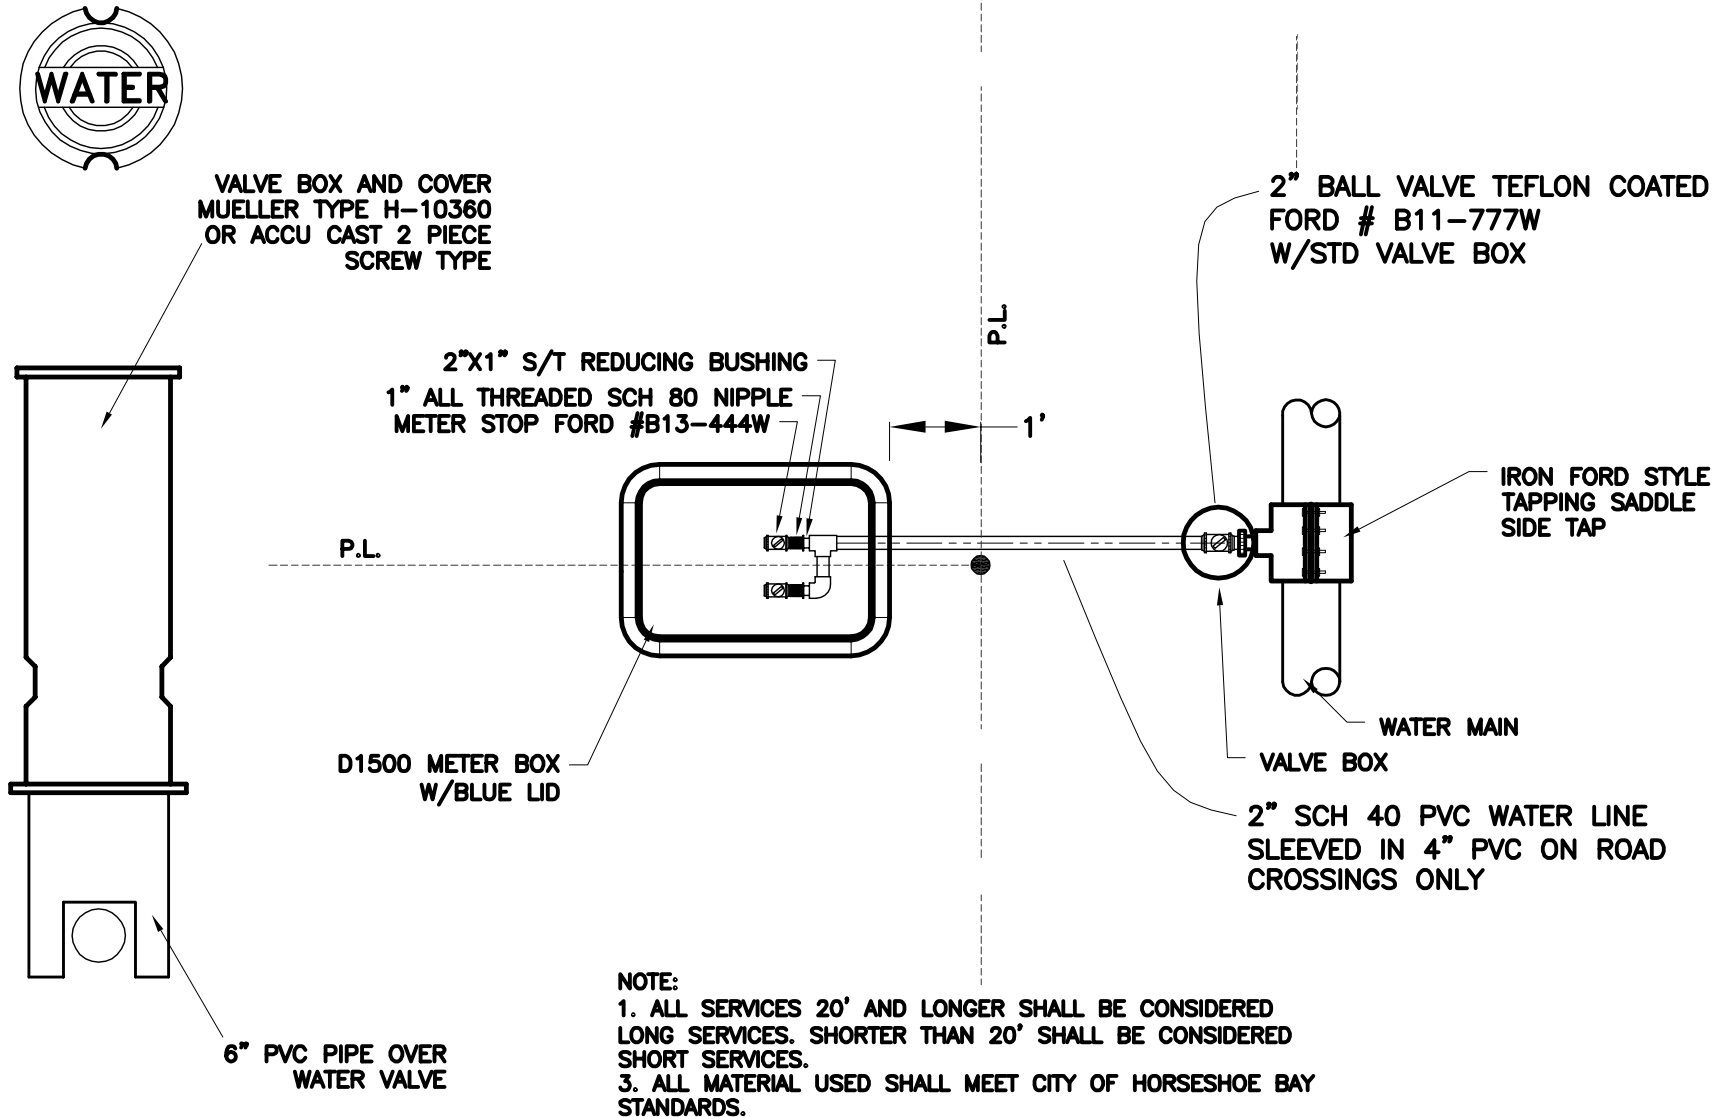 WATER
VALVE BOX AND COVER
MUELLER TYPE H-10360
OR ACCU CAST 2 PIECE
SCREW TYPE
2" BALL VALVE TEFLON COATED
FORD # B11-777W
W/STD VALVE BOX
P.L.
2"X1" S/T REDUCING BUSHING
1" ALL THREADED SCH 80 NIPPLE
METER STOP FORD #B13-444W
1'
IRON FORD STYLE
TAPPING SADDLE
SIDE TAP
P.L.
WATER MAIN
VALVE BOX
D1500 METER BOX
W/BLUE LID
2" SCH 40 PVC WATER LINE
SLEEVED IN 4" PVC ON ROAD
CROSSINGS ONLY
6" PVC PIPE OVER
WATER VALVE
NOTE:
1. ALL SERVICES 20' AND LONGER SHALL BE CONSIDERED
LONG SERVICES. SHORTER THAN 20' SHALL BE CONSIDERED
SHORT SERVICES.
3. ALL MATERIAL USED SHALL MEET CITY OF HORSESHOE BAY
STANDARDS.